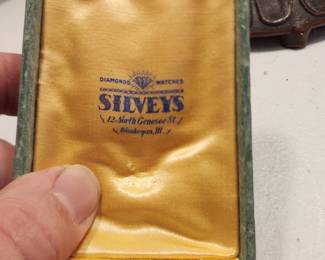 DIAMONDS WATCHES
SILVEYS
12 North Genesee St.
Waukegan, Ill